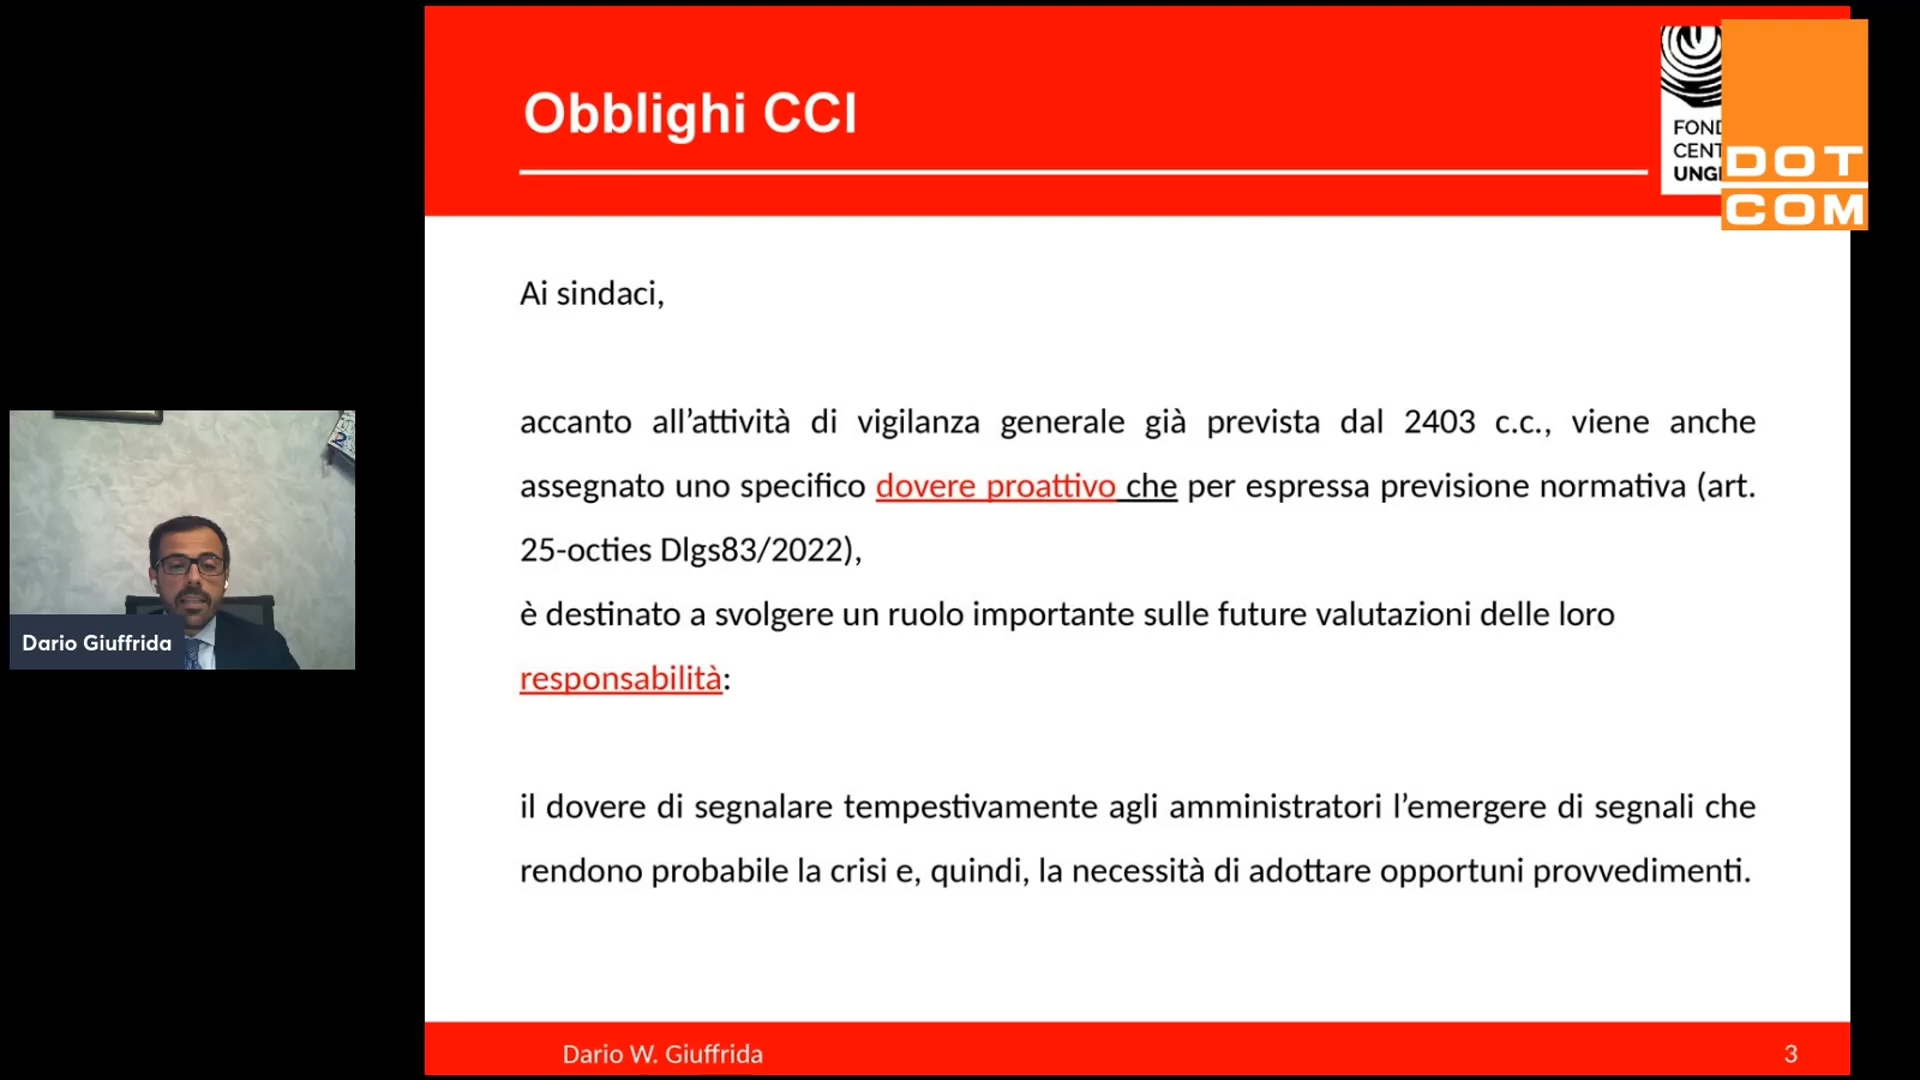 Obblighi CCI
FOND
CENT
UNG
DOT
COM
Ai sindaci,
accanto all’attività di vigilanza generale già prevista dal 2403 c.c., viene anche
assegnato uno specifico dovere proattivo che per espressa previsione normativa (art.
25-octies Dlgs83/2022),
è destinato a svolgere un ruolo importante sulle future valutazioni delle loro
responsabilità:
il dovere di segnalare tempestivamente agli amministratori l’emergere di segnali che
rendono probabile la crisi e, quindi, la necessità di adottare opportuni provvedimenti.
Dario Giuffrida
Dario W. Giuffrida
3